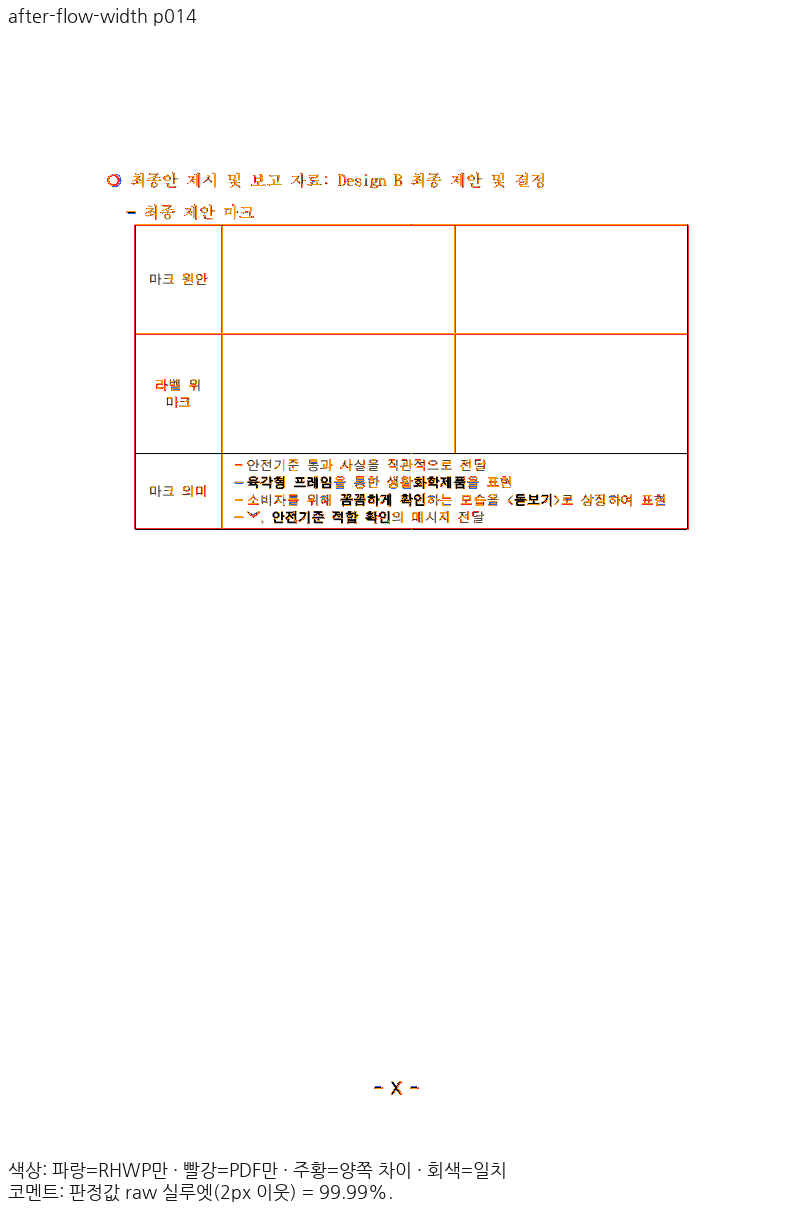 after-flow-width p014
❍ 최종안 제시 및 보고 자료: Design B 최종 제안 및 결정
- 최종 제안 마크
마크 원안
라벨 위
마크
마크 의미
- 안전기준 통과 사실을 직관적으로 전달
- 육각형 프레임을 통한 생활화학제품을 표현
- 소비자를 위해 꼼꼼하게 확인하는 모습을 <돋보기>로 상징하여 표현
- ˇ, 안전기준 적합 확인의 메시지 전달
- X -
색상: 파랑=RHWP만 · 빨강=PDF만 · 주황=양쪽 차이 · 회색=일치
코멘트: 판정값 raw 실루엣(2px 이웃) = 99.99%.